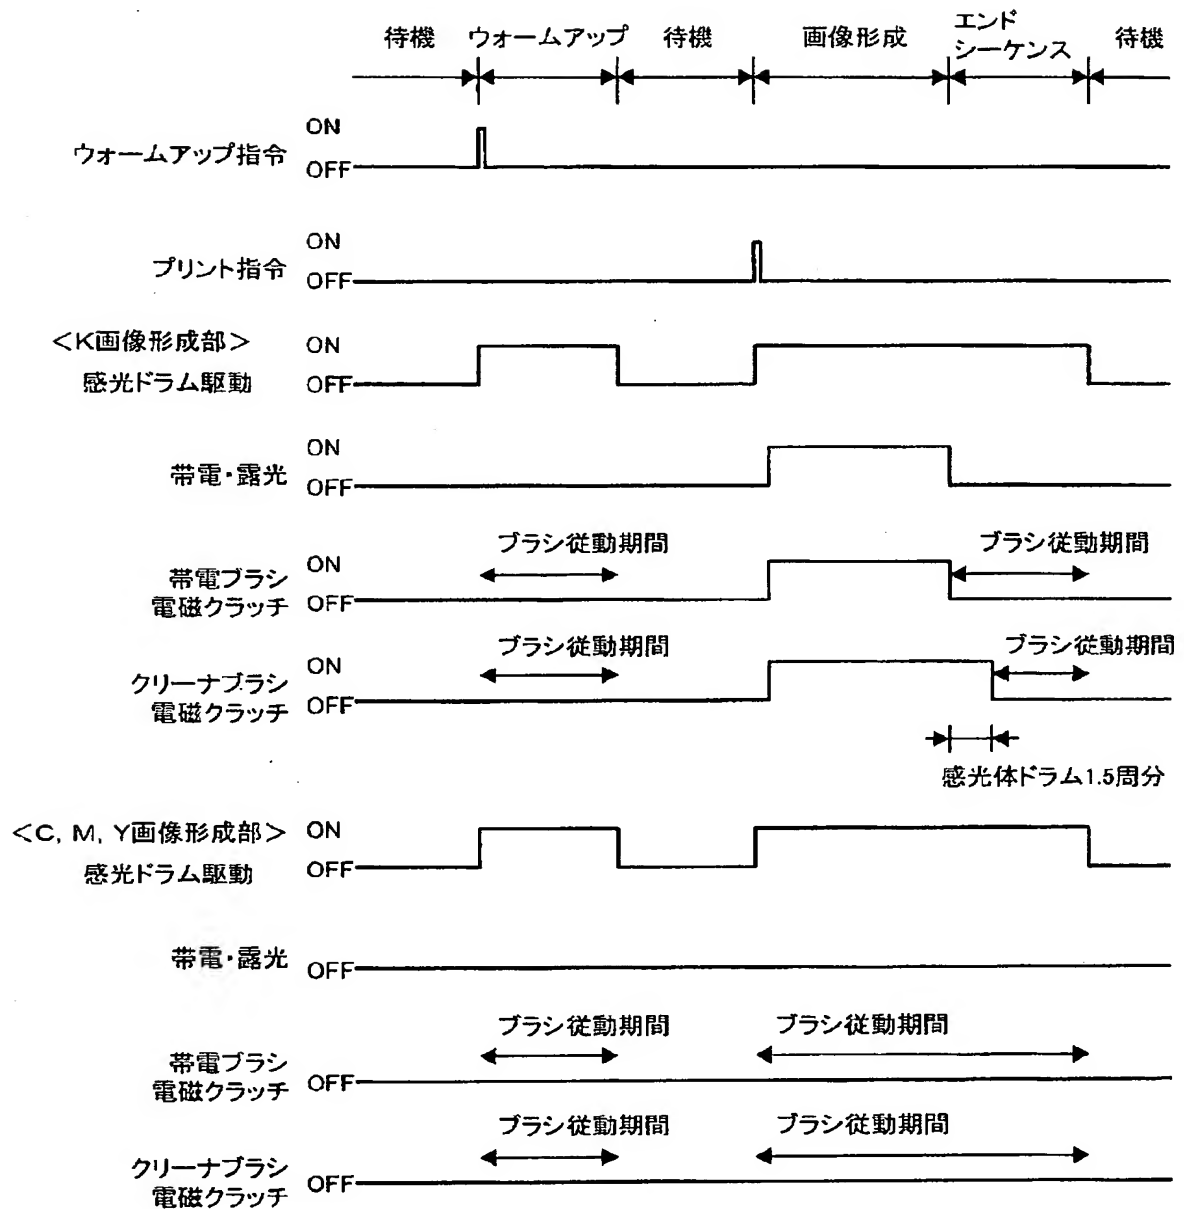 待機 ウォームアップ 待機 画像形成 エンド
シーケンス 待機
ON
ウォームアップ指令
OFF
ON
プリント指令
OFF
<K画像形成部>
ON
感光ドラム駆動
OFF
ON
帯電・露光
OFF
ブラシ従動期間 ブラシ従動期間
ON
帯電ブラシ
電磁クラッチ OFF
ブラシ従動期間 ブラシ従動期間
ON
クリーナブラシ
電磁クラッチ OFF
感光体ドラム1.5周分
<C, M, Y画像形成部> ON
感光ドラム駆動 OFF
帯電・露光 OFF
ブラシ従動期間 ブラシ従動期間
帯電ブラシ
電磁クラッチ OFF
ブラシ従動期間 ブラシ従動期間
クリーナブラシ
電磁クラッチ OFF